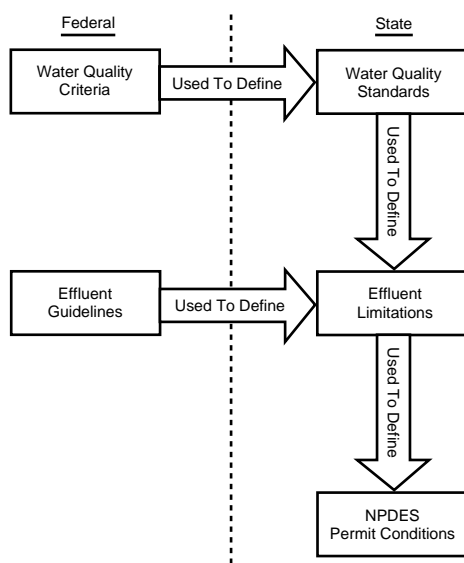 Federal
State
Water Quality
Criteria
Used To Define
Water Quality
Standards
Used To Define
Effluent
Guidelines
Used To Define
Effluent
Limitations
Used To Define
NPDES
Permit Conditions